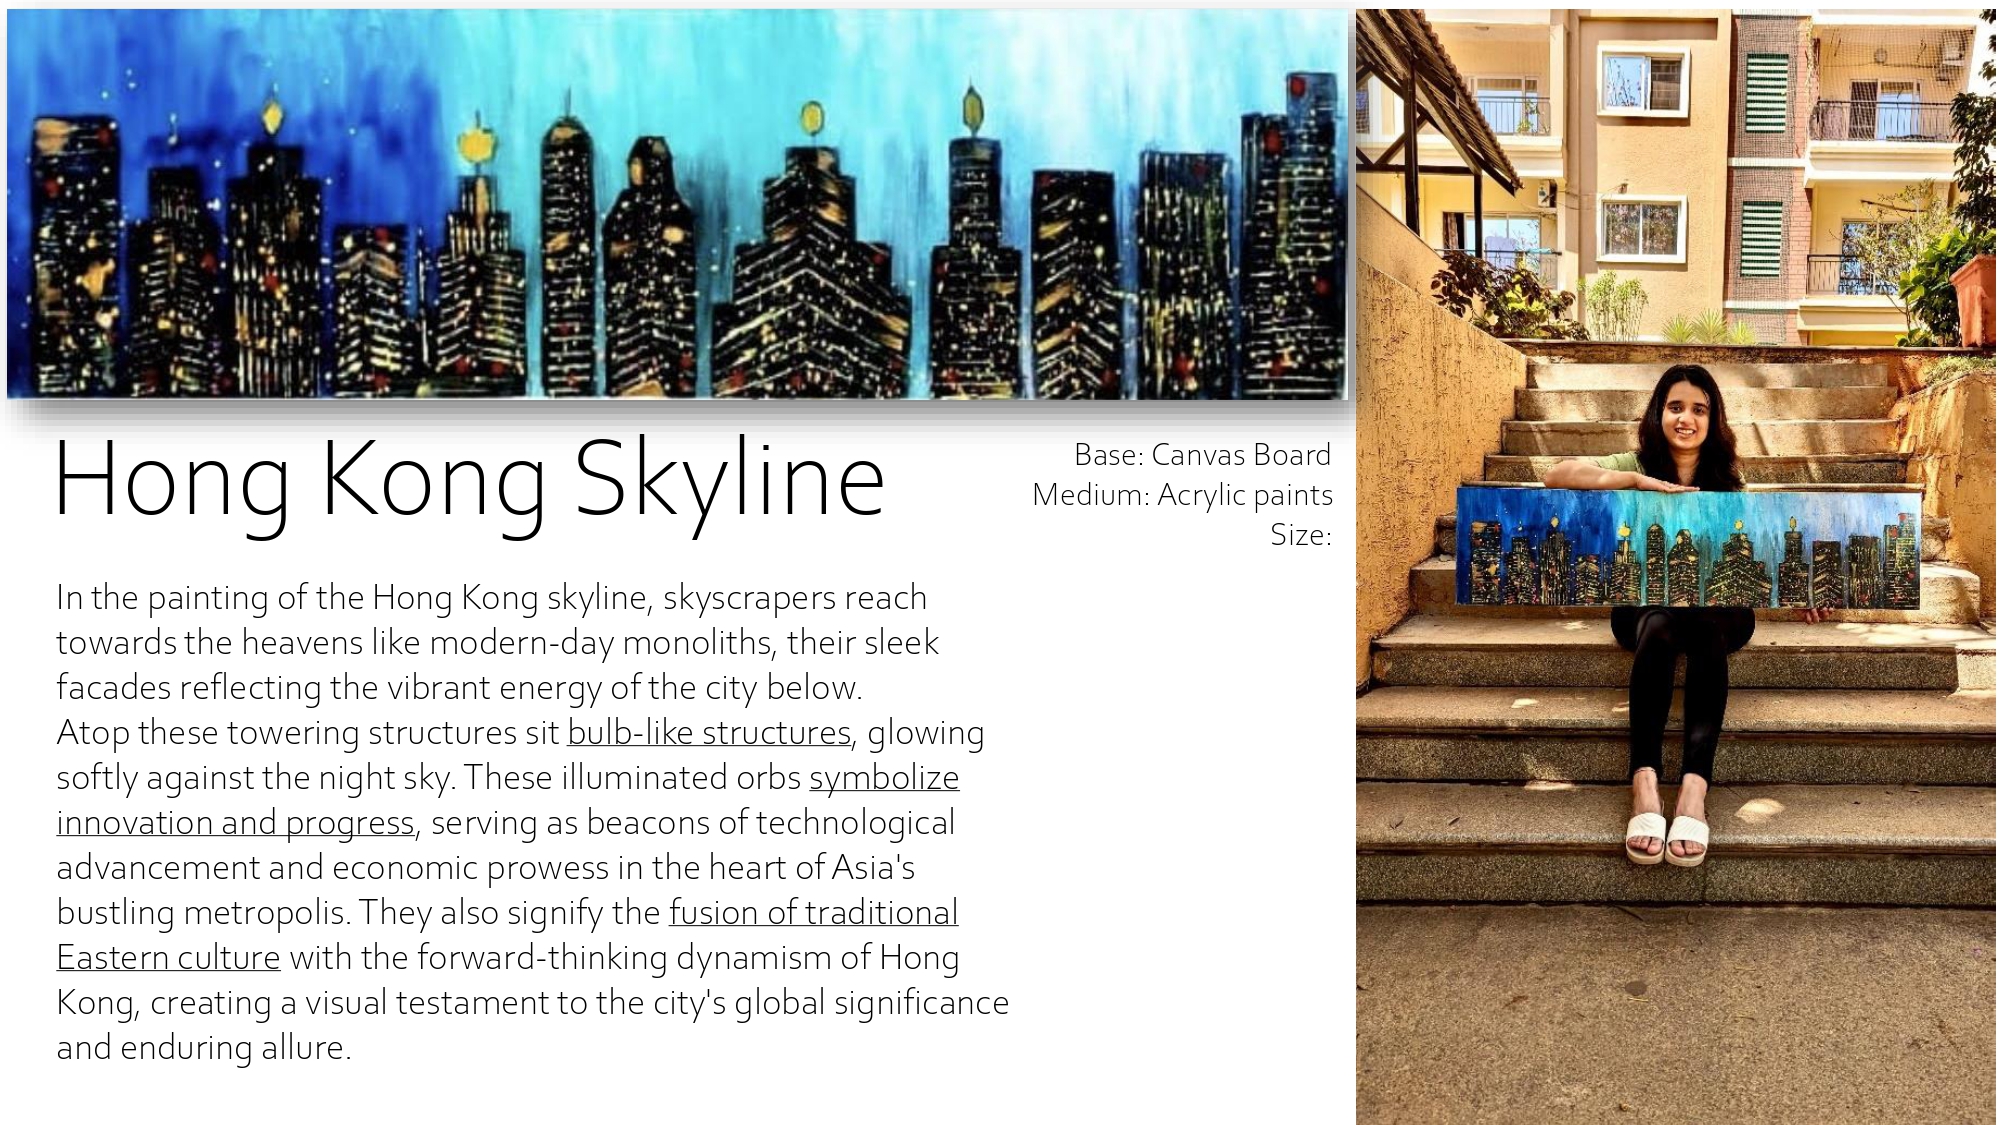 Hong Kong Skyline
Base: Canvas Board
Medium: Acrylic paints
Size:
In the painting of the Hong Kong skyline, skyscrapers reach
towards the heavens like modern-day monoliths, their sleek
facades reflecting the vibrant energy of the city below.
Atop these towering structures sit bulb-like structures, glowing
softly against the night sky. These illuminated orbs symbolize
innovation and progress, serving as beacons of technological
advancement and economic prowess in the heart of Asia's
bustling metropolis. They also signify the fusion of traditional
Eastern culture with the forward-thinking dynamism of Hong
Kong, creating a visual testament to the city's global significance
and enduring allure.